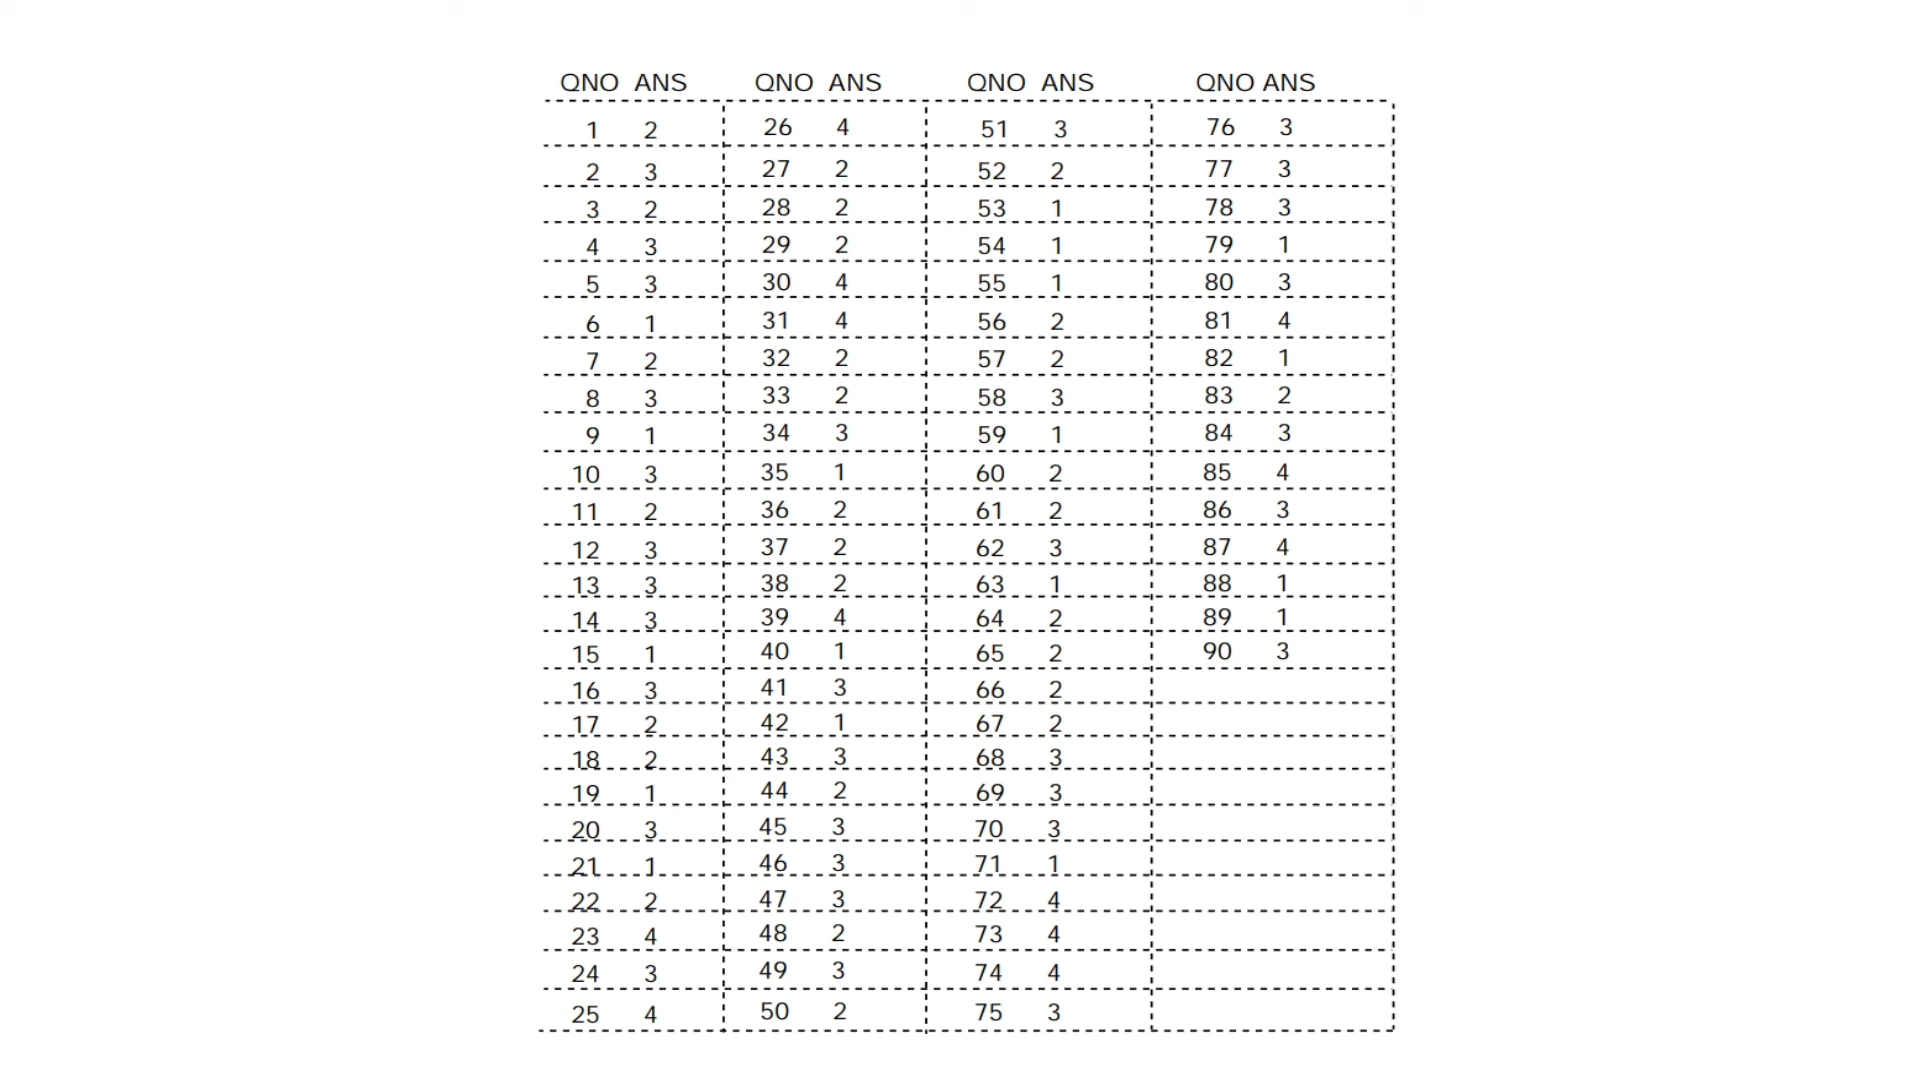 QNO ANS QNO ANS QNO ANS QNO ANS
1 2 26 4 51 3 76 3
2 3 27 2 52 2 77 3
3 2 28 2 53 1 78 3
4 3 29 2 54 1 79 1
5 3 30 4 55 1 80 3
6 1 31 4 56 2 81 4
7 2 32 2 57 2 82 1
8 3 33 2 58 3 83 2
9 1 34 3 59 1 84 3
10 3 35 1 60 2 85 4
11 2 36 2 61 2 86 3
12 3 37 2 62 3 87 4
13 3 38 2 63 1 88 1
14 3 39 4 64 2 89 1
15 1 40 1 65 2 90 3
16 3 41 3 66 2
17 2 42 1 67 2
18 2 43 3 68 3
19 1 44 2 69 3
20 3 45 3 70 3
21 1 46 3 71 1
22 2 47 3 72 4
23 4 48 2 73 4
24 3 49 3 74 4
25 4 50 2 75 3